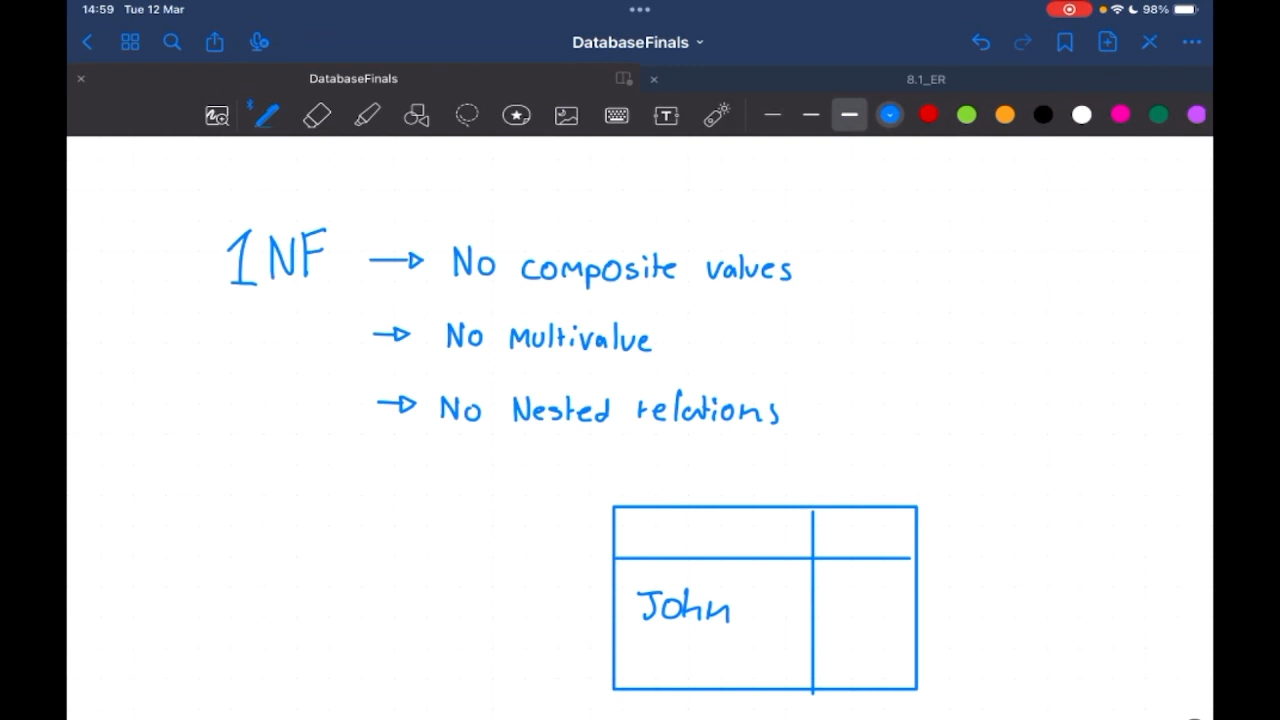 14:59 Tue 12 Mar
98%
DatabaseFinals
DatabaseFinals
8.1_ER
T
1NF → No composite values
→ No Multivalue
→ No Nested relations
John